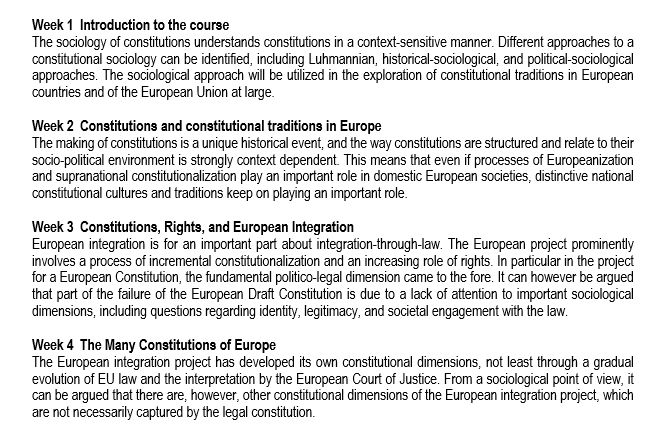 Week 1 Introduction to the course
The sociology of constitutions understands constitutions in a context-sensitive manner. Different approaches to a
constitutional sociology can be identified, including Luhmannian, historical-sociological, and political-sociological
approaches. The sociological approach will be utilized in the exploration of constitutional traditions in European
countries and of the European Union at large.
Week 2 Constitutions and constitutional traditions in Europe
The making of constitutions is a unique historical event, and the way constitutions are structured and relate to their
socio-political environment is strongly context dependent. This means that even if processes of Europeanization
and supranational constitutionalization play an important role in domestic European societies, distinctive national
constitutional cultures and traditions keep on playing an important role.
Week 3 Constitutions, Rights, and European Integration
European integration is for an important part about integration-through-law. The European project prominently
involves a process of incremental constitutionalization and an increasing role of rights. In particular in the project
for a European Constitution, the fundamental politico-legal dimension came to the fore. It can however be argued
that part of the failure of the European Draft Constitution is due to a lack of attention to important sociological
dimensions, including questions regarding identity, legitimacy, and societal engagement with the law.
Week 4 The Many Constitutions of Europe
The European integration project has developed its own constitutional dimensions, not least through a gradual
evolution of EU law and the interpretation by the European Court of Justice. From a sociological point of view, it
can be argued that there are, however, other constitutional dimensions of the European integration project, which
are not necessarily captured by the legal constitution.